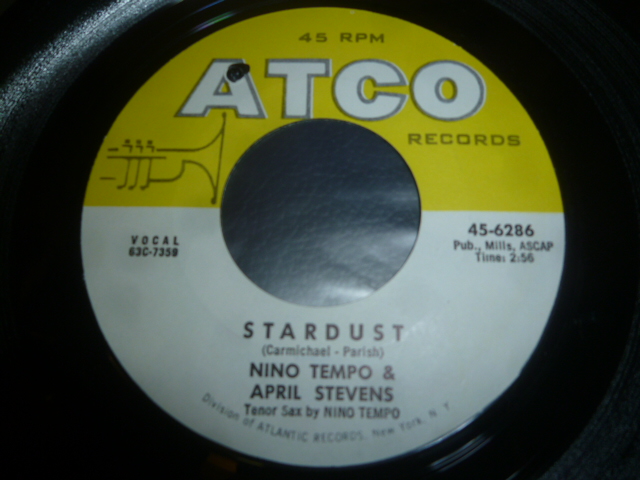 45 RPM
ATCO
RECORDS
VOCAL
63C-7359
45-6286
Pub., Mills, ASCAP
Time: 2:56
STARDUST
(Carmichael - Parish)
NINO TEMPO &
APRIL STEVENS
Tenor Sax by NINO TEMPO
Division of ATLANTIC RECORDS, New York, N. Y.